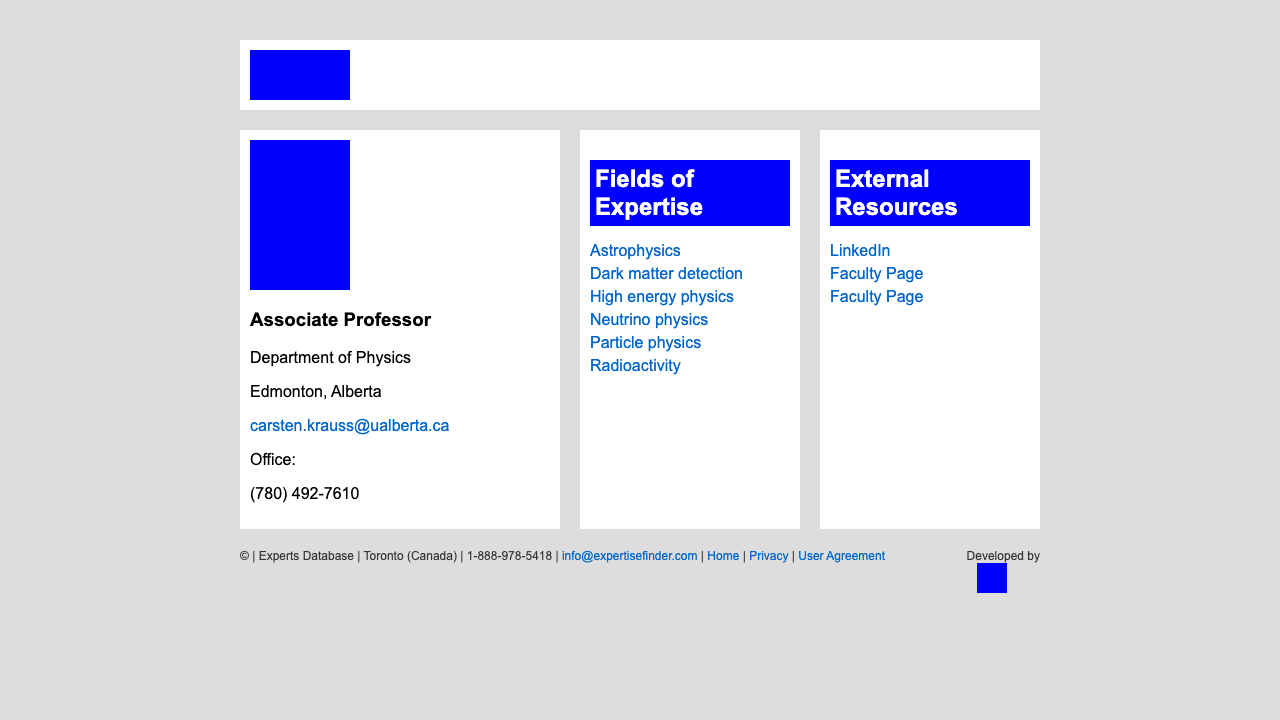 Associate Professor
Department of Physics
Edmonton, Alberta
carsten.krauss@ualberta.ca
Office:
(780) 492-7610
Fields of
Expertise
Astrophysics
Dark matter detection
High energy physics
Neutrino physics
Particle physics
Radioactivity
External
Resources
LinkedIn
Faculty Page
Faculty Page
© | Experts Database | Toronto (Canada) | 1-888-978-5418 | info@expertisefinder.com | Home | Privacy | User Agreement
Developed by